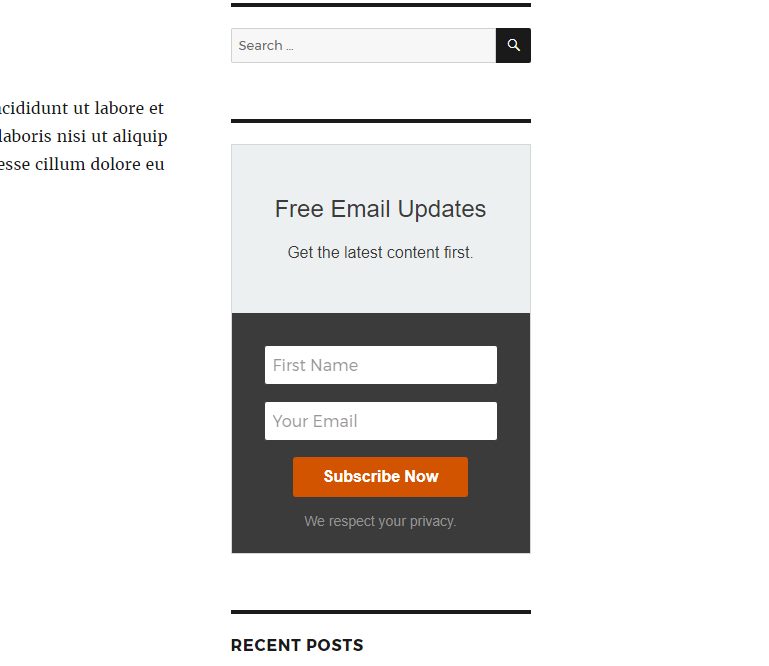 Search …
ncididunt ut labore et
laboris nisi ut aliquip
esse cillum dolore eu
Free Email Updates
Get the latest content first.
First Name
Your Email
Subscribe Now
We respect your privacy.
RECENT POSTS